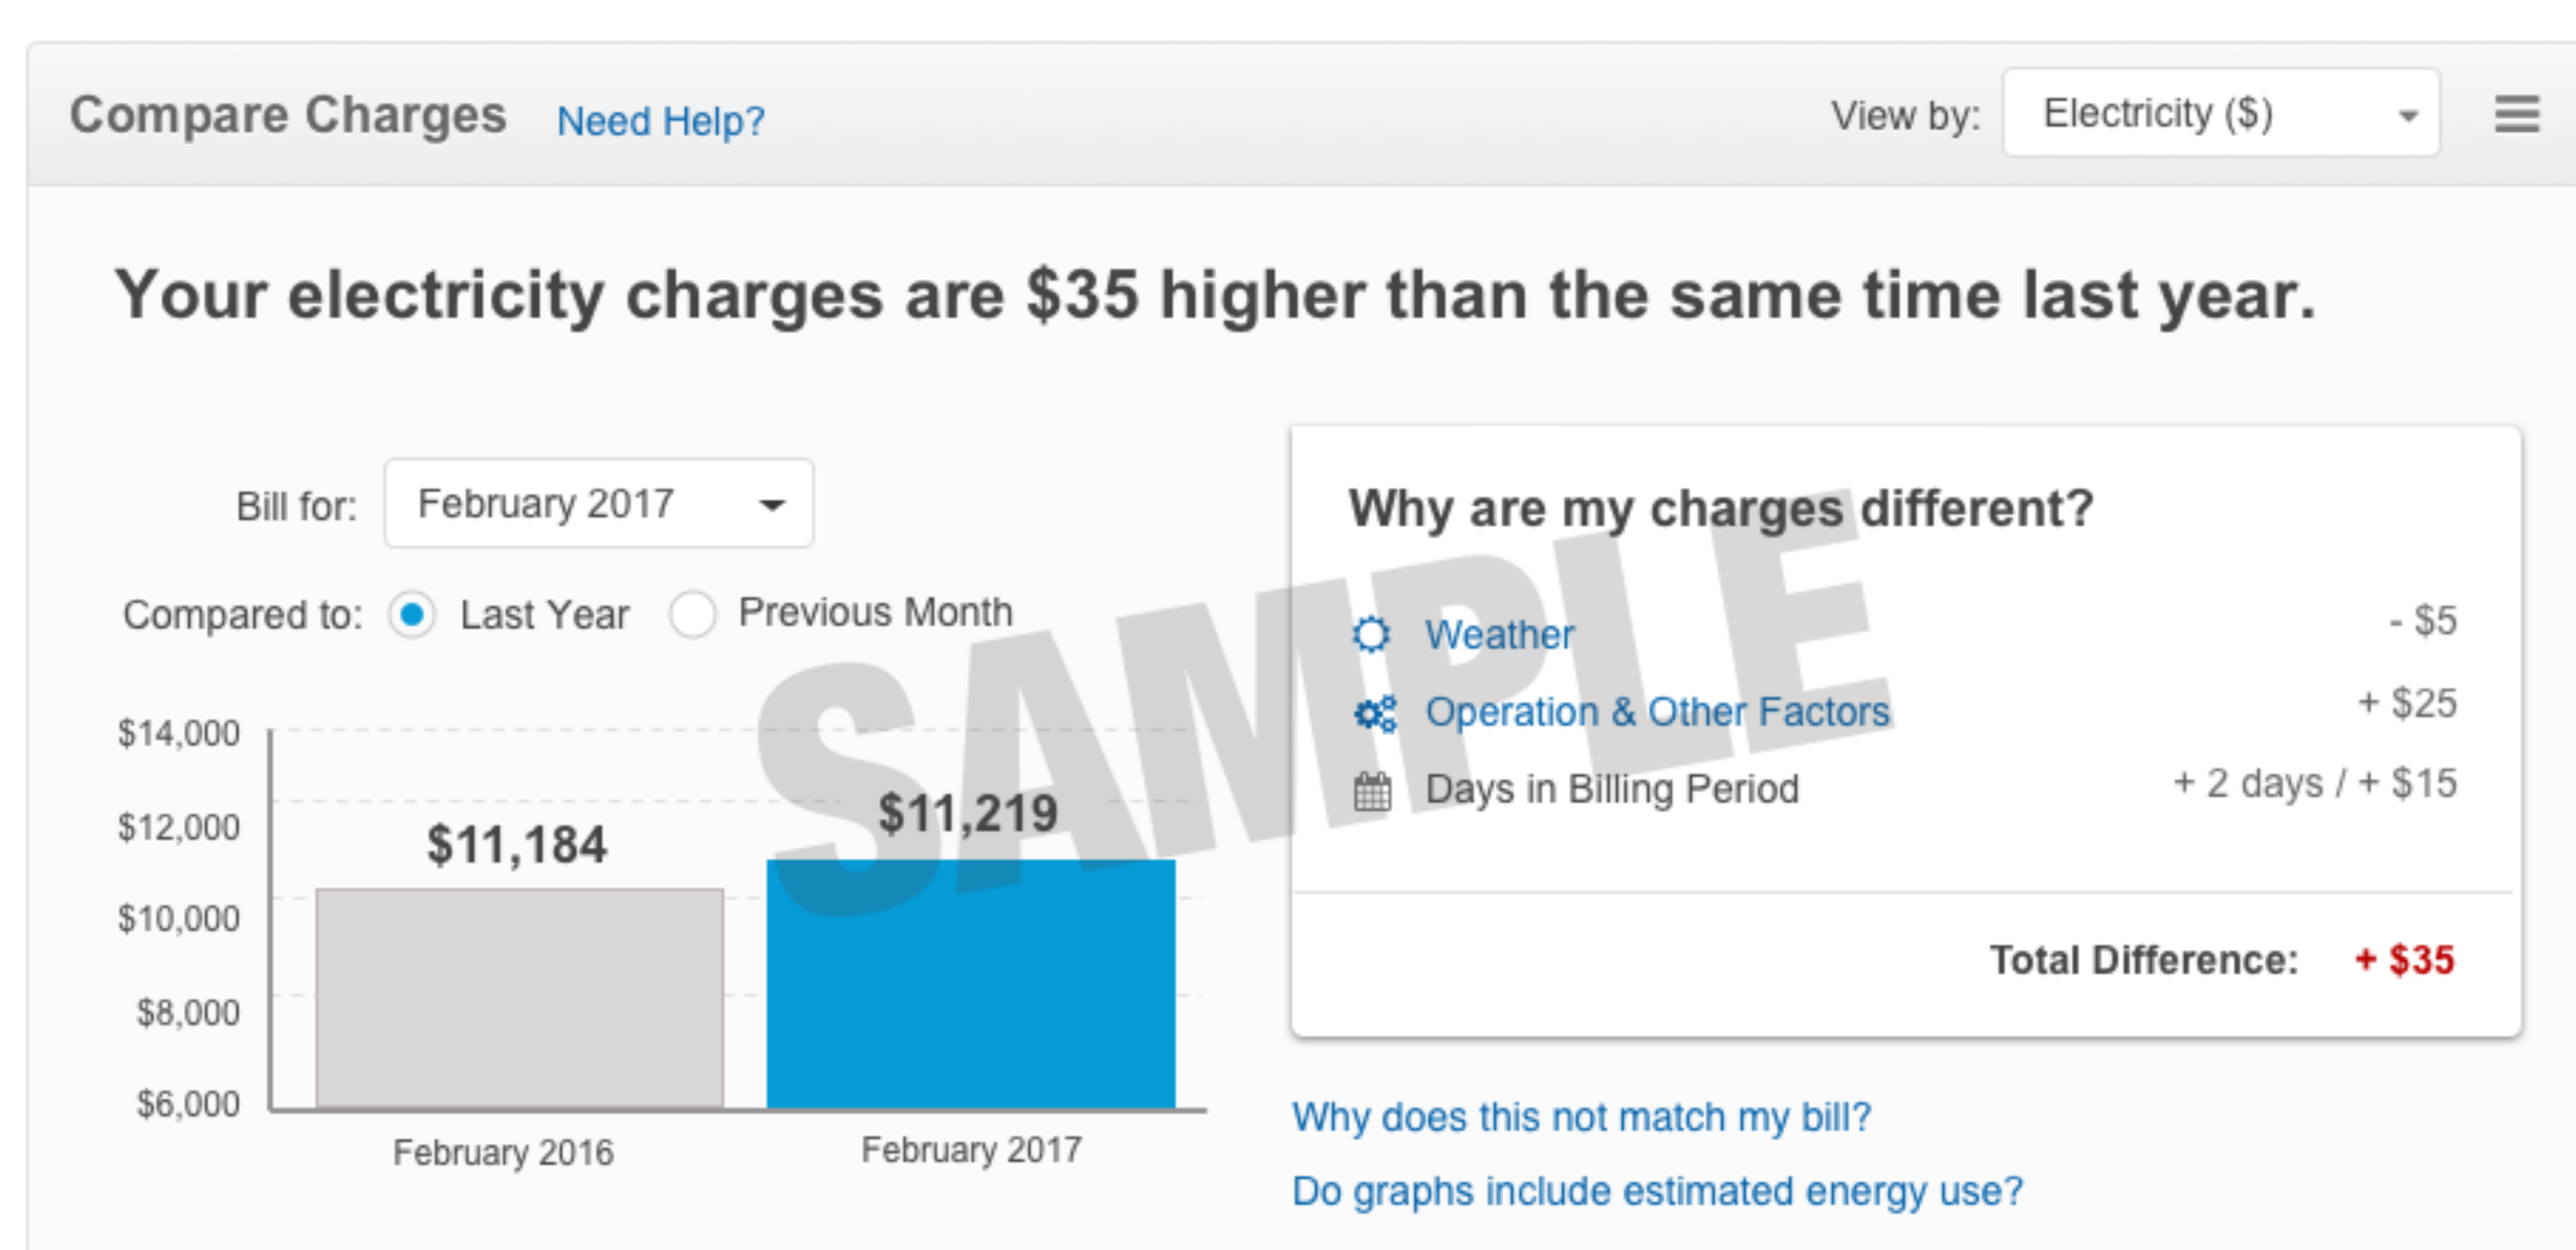 Compare Charges Need Help? View by: Electricity ($)
Your electricity charges are $35 higher than the same time last year.
Bill for: February 2017
Compared to: Last Year Previous Month
$14,000
$12,000
$10,000
$8,000
$6,000
$11,184
$11,219
February 2016
February 2017
Why are my charges different?
Weather - $5
Operation & Other Factors + $25
Days in Billing Period + 2 days / + $15
Total Difference: + $35
Why does this not match my bill?
Do graphs include estimated energy use?
SAMPLE